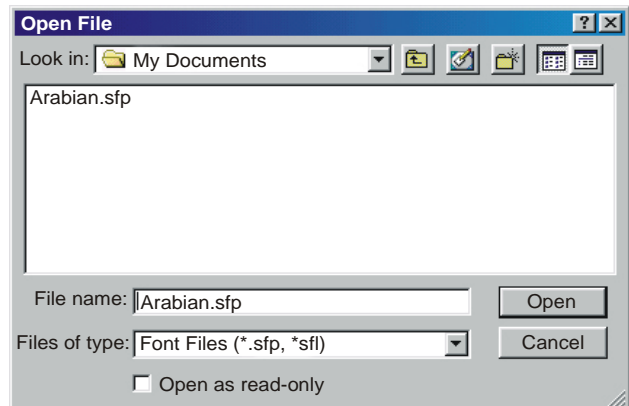 Open File
Look in: My Documents
Arabian.sfp
File name: Arabian.sfp
Open
Files of type: Font Files (*.sfp, *sfl)
Cancel
Open as read-only